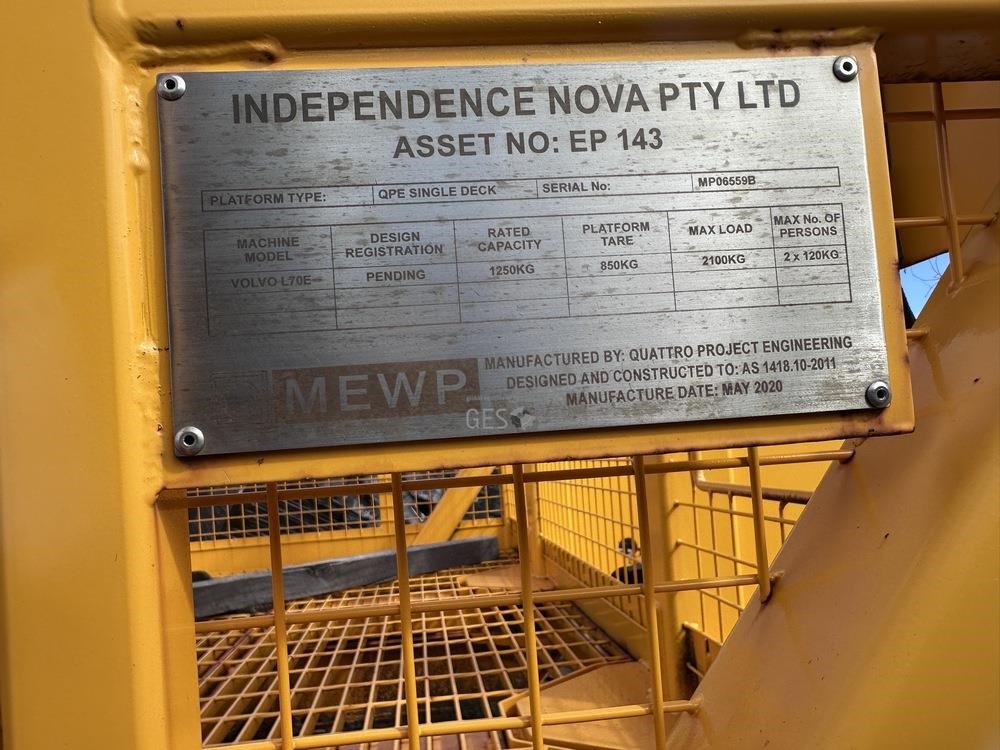 INDEPENDENCE NOVA PTY LTD
ASSET NO: EP 143
PLATFORM TYPE: QPE SINGLE DECK SERIAL No: MP06559B
MACHINE MODEL DESIGN REGISTRATION RATED CAPACITY PLATFORM TARE MAX LOAD MAX No. OF PERSONS
VOLVO L70E PENDING 1250KG 850KG 2100KG 2 x 120KG
MEWP
MANUFACTURED BY: QUATTRO PROJECT ENGINEERING
DESIGNED AND CONSTRUCTED TO: AS 1418.10-2011
MANUFACTURE DATE: MAY 2020
GES